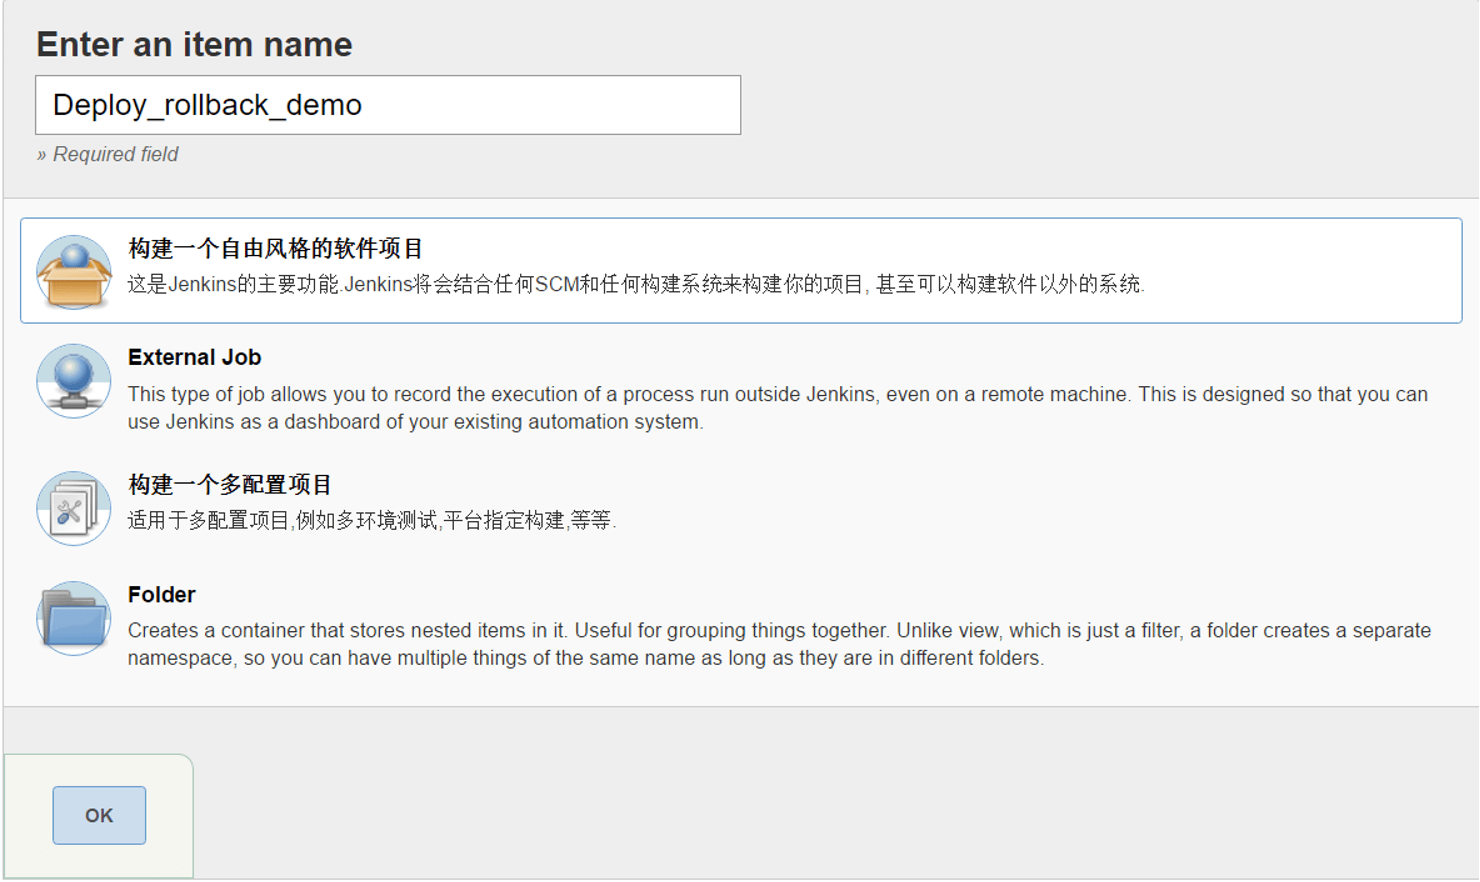 Enter an item name
Deploy_rollback_demo
» Required field
构建一个自由风格的软件项目
这是Jenkins的主要功能.Jenkins将会结合任何SCM和任何构建系统来构建你的项目, 甚至可以构建软件以外的系统.
External Job
This type of job allows you to record the execution of a process run outside Jenkins, even on a remote machine. This is designed so that you can
use Jenkins as a dashboard of your existing automation system.
构建一个多配置项目
适用于多配置项目,例如多环境测试,平台指定构建,等等.
Folder
Creates a container that stores nested items in it. Useful for grouping things together. Unlike view, which is just a filter, a folder creates a separate
namespace, so you can have multiple things of the same name as long as they are in different folders.
OK